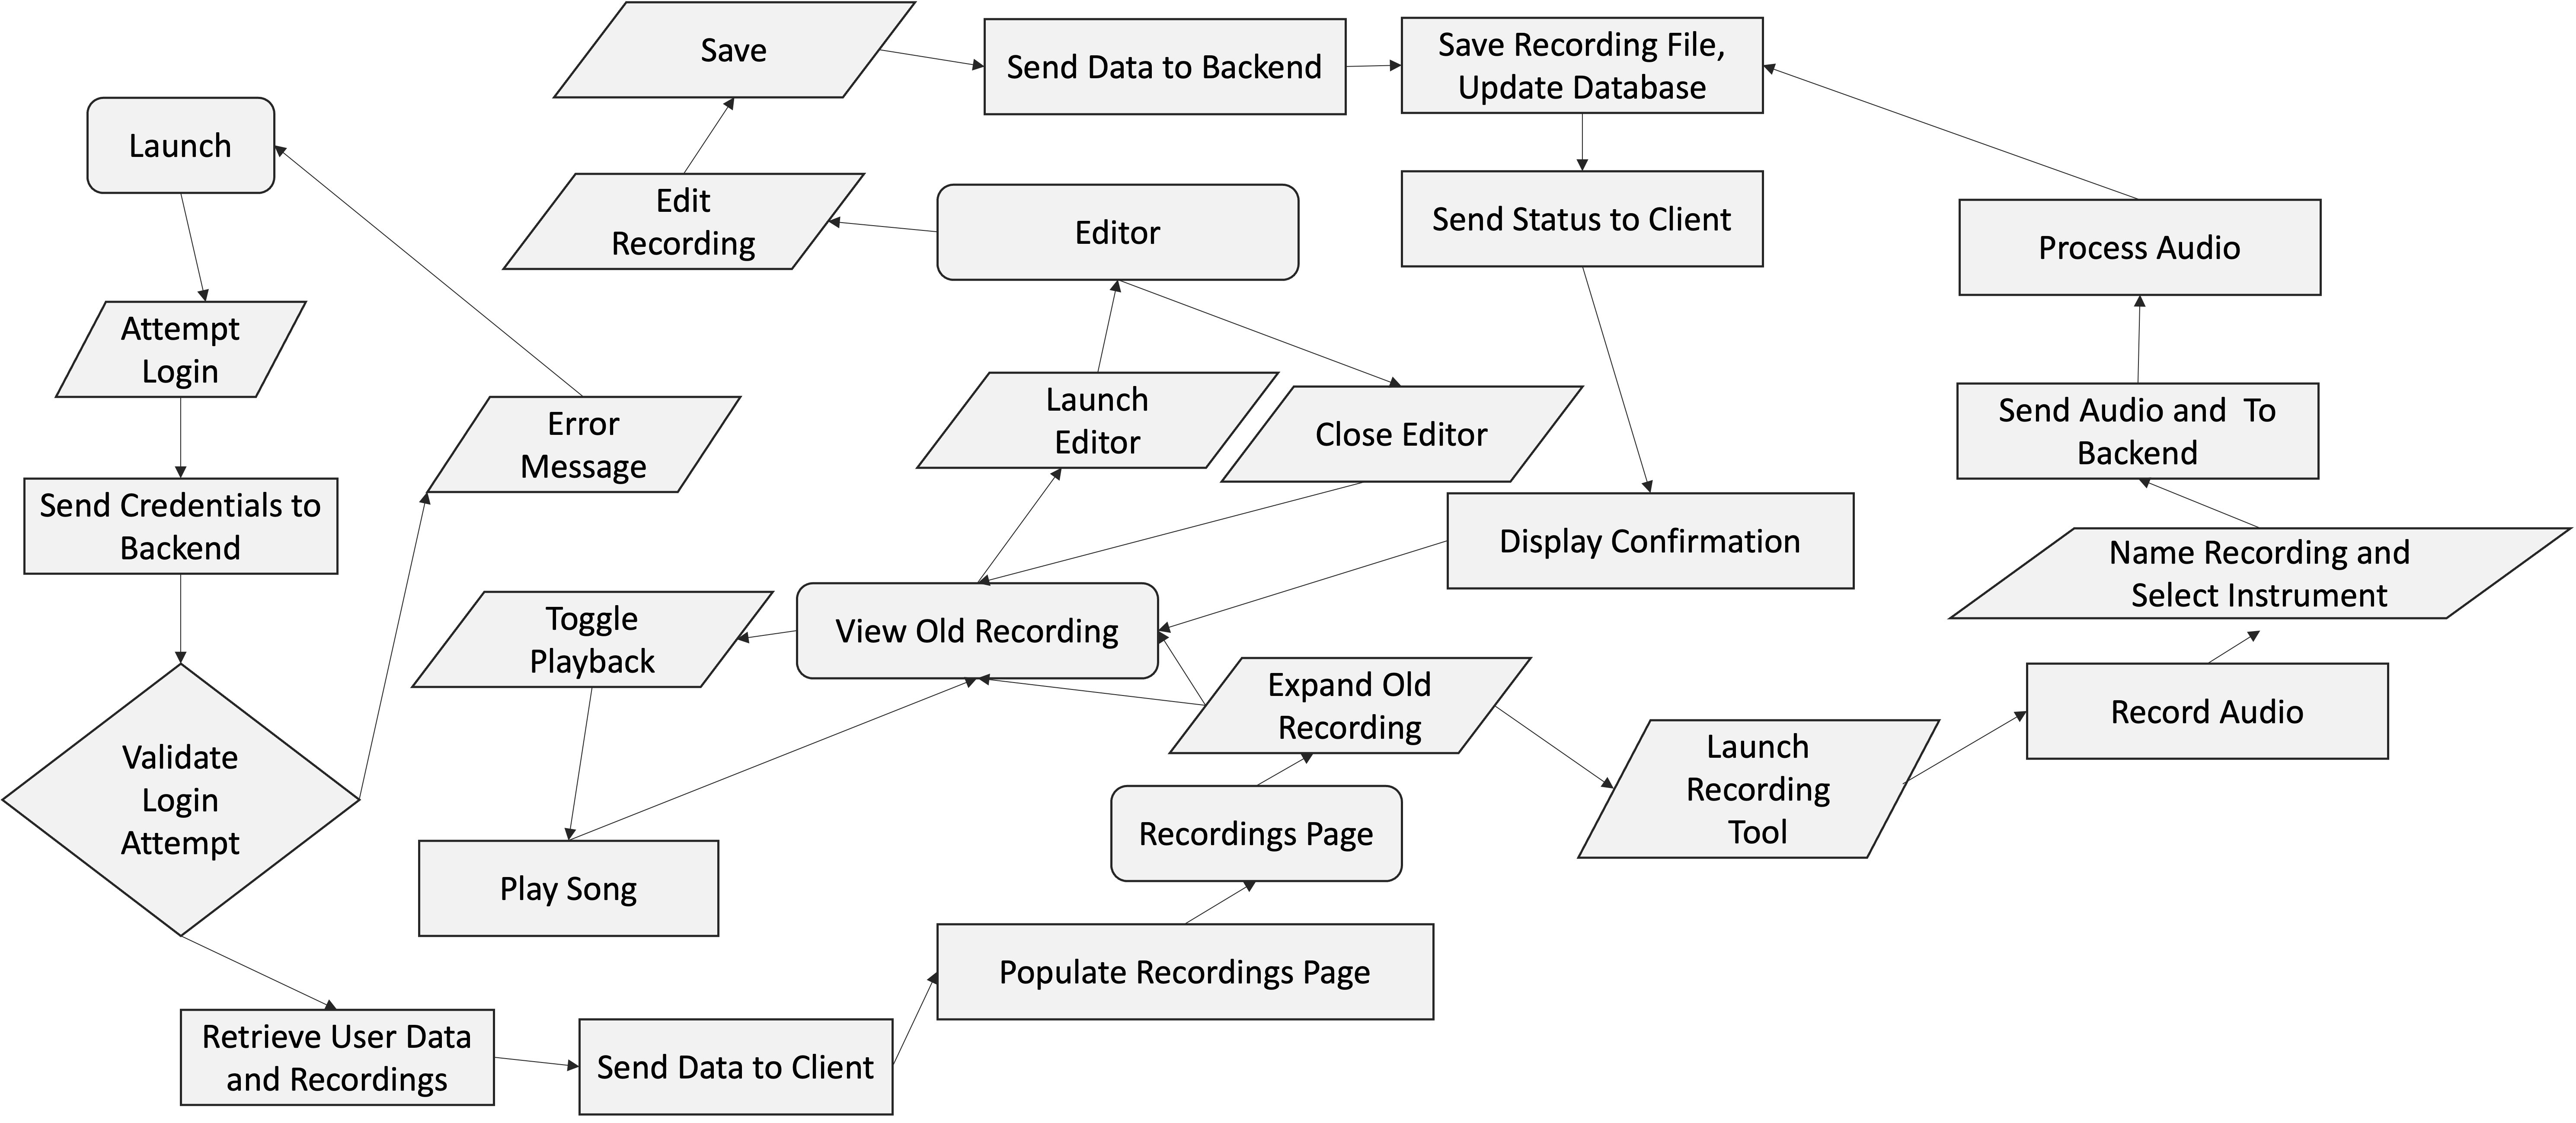 Save
Send Data to Backend
Save Recording File,
Update Database
Launch
Edit
Recording
Editor
Send Status to Client
Process Audio
Attempt
Login
Error
Message
Launch
Editor
Close Editor
Send Audio and  To
Backend
Send Credentials to
Backend
Display Confirmation
Name Recording and
Select Instrument
Toggle
Playback
View Old Recording
Expand Old
Recording
Record Audio
Launch
Recording
Tool
Validate
Login
Attempt
Recordings Page
Play Song
Populate Recordings Page
Retrieve User Data
and Recordings
Send Data to Client